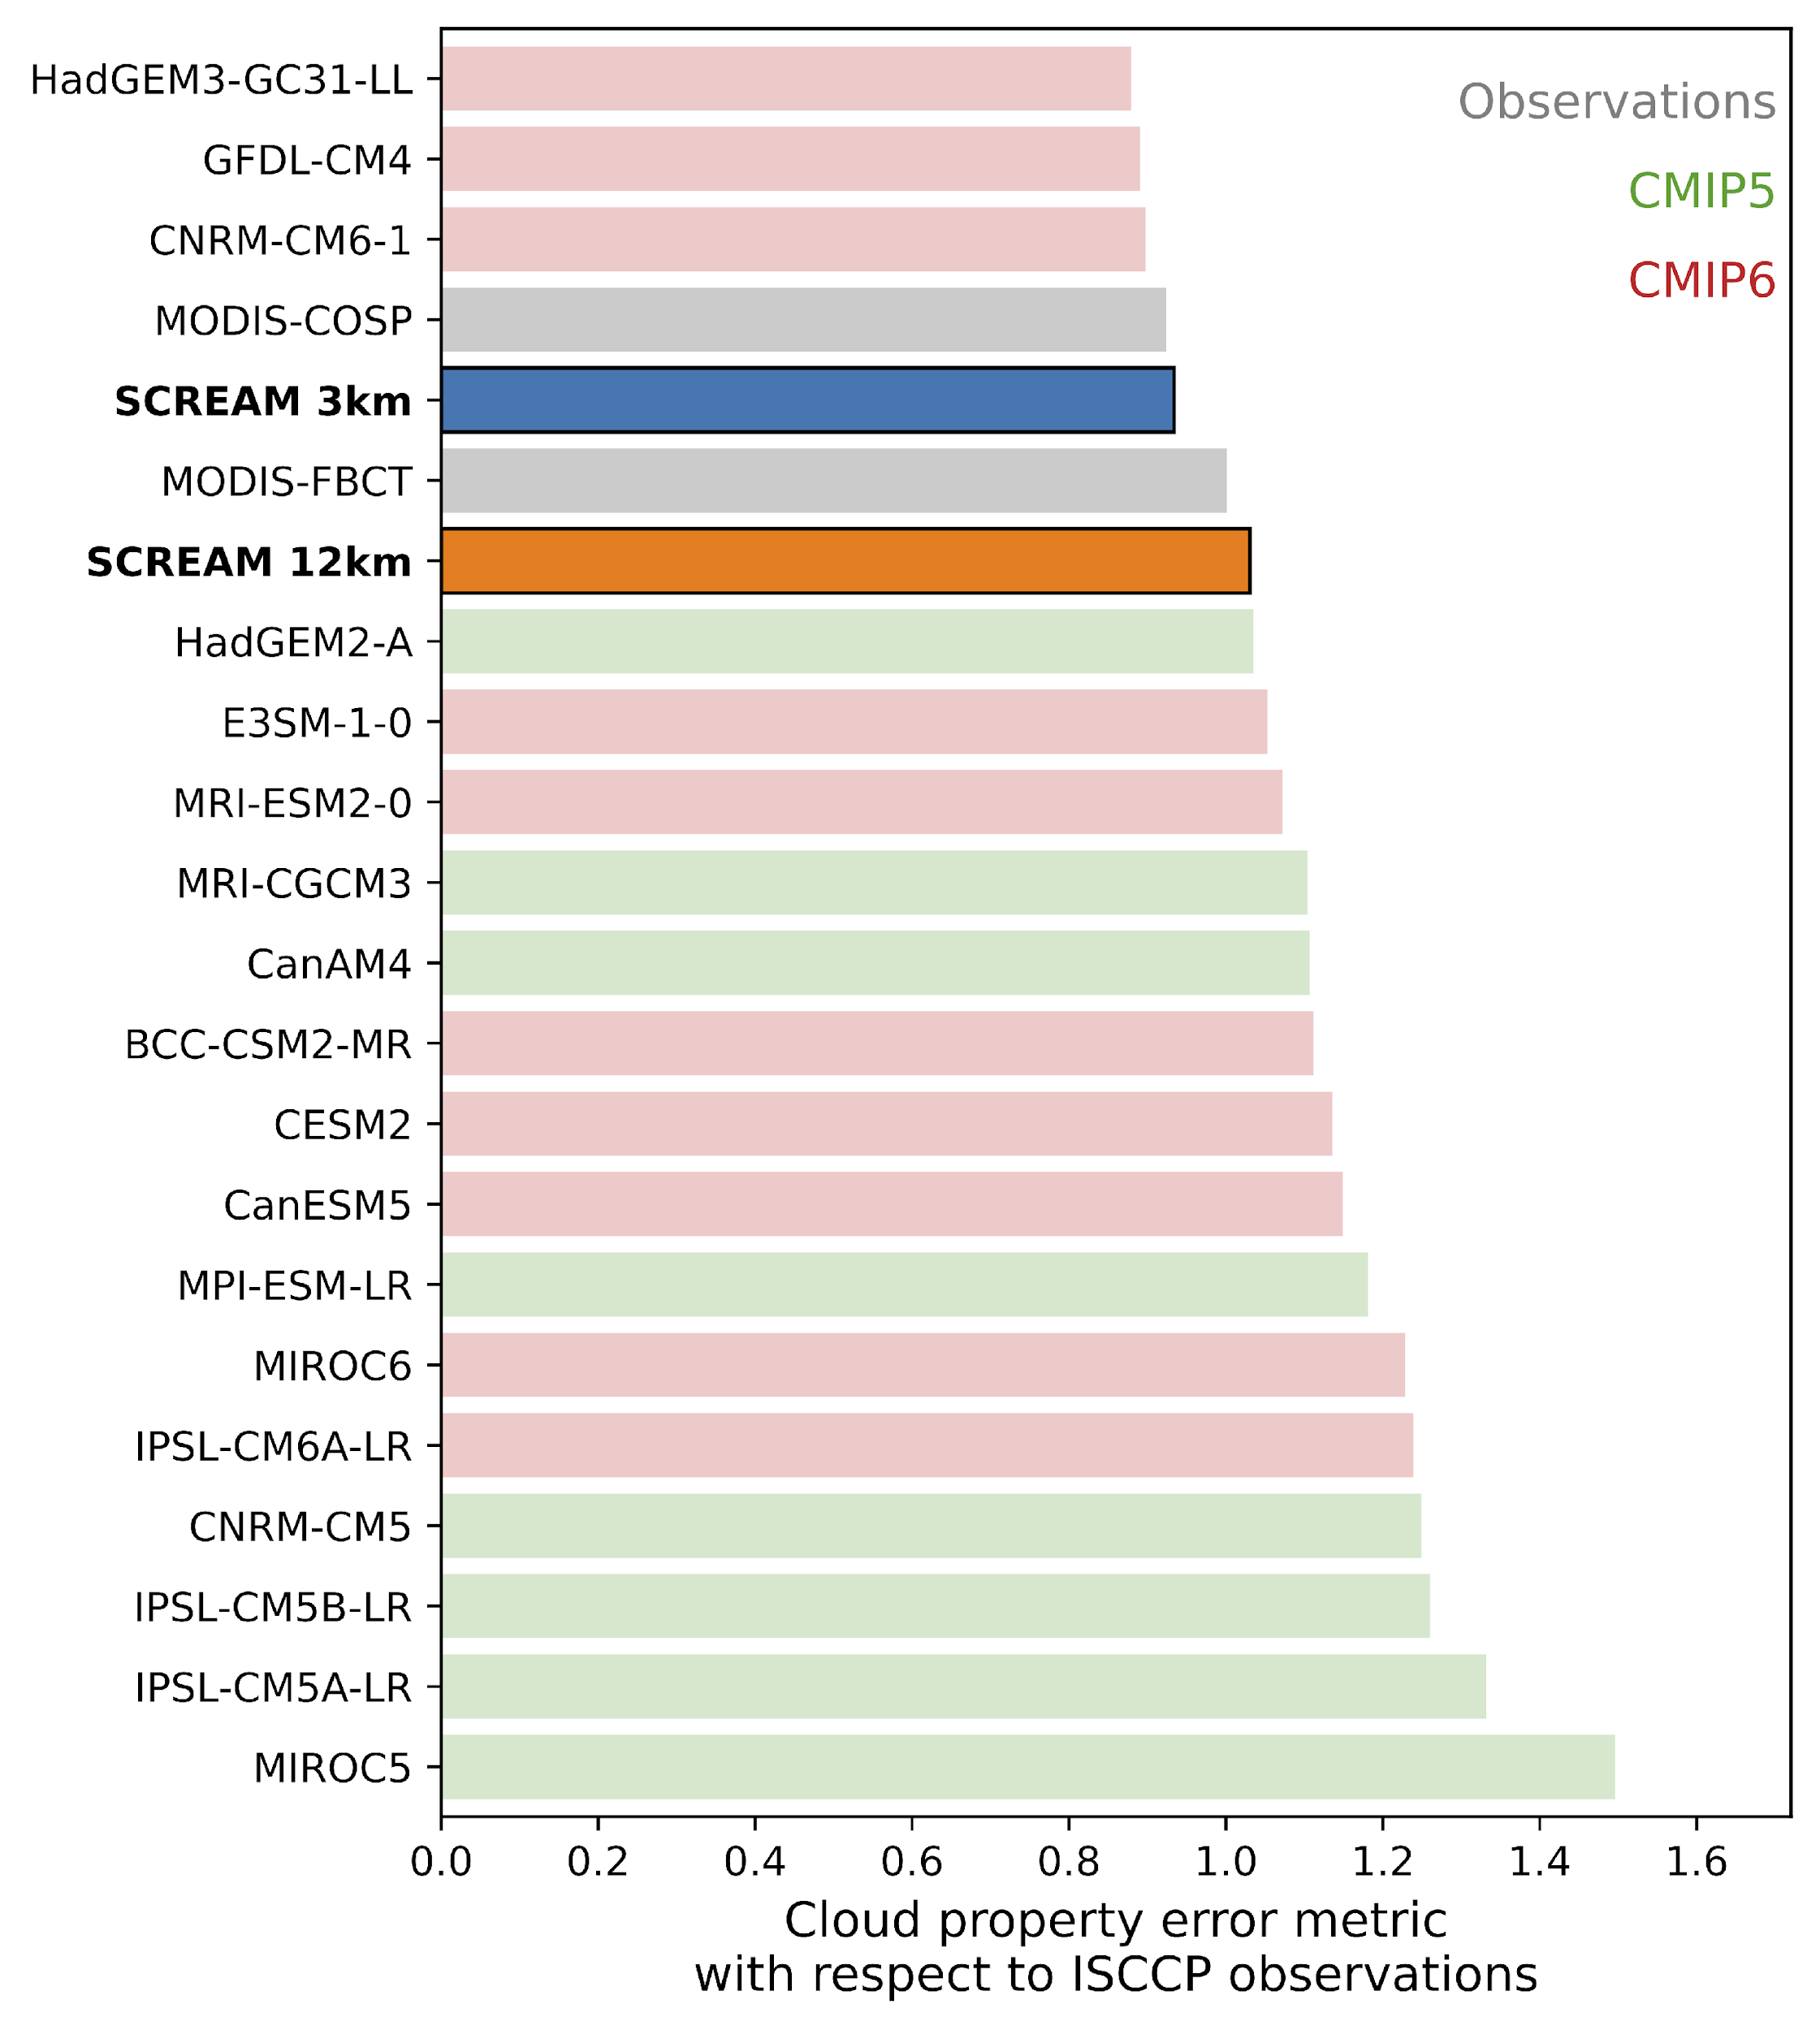 HadGEM3-GC31-LL
GFDL-CM4
CNRM-CM6-1
MODIS-COSP
SCREAM 3km
MODIS-FBCT
SCREAM 12km
HadGEM2-A
E3SM-1-0
MRI-ESM2-0
MRI-CGCM3
CanAM4
BCC-CSM2-MR
CESM2
CanESM5
MPI-ESM-LR
MIROC6
IPSL-CM6A-LR
CNRM-CM5
IPSL-CM5B-LR
IPSL-CM5A-LR
MIROC5
Observations
CMIP5
CMIP6
0.0 0.2 0.4 0.6 0.8 1.0 1.2 1.4 1.6
Cloud property error metric
with respect to ISCCP observations